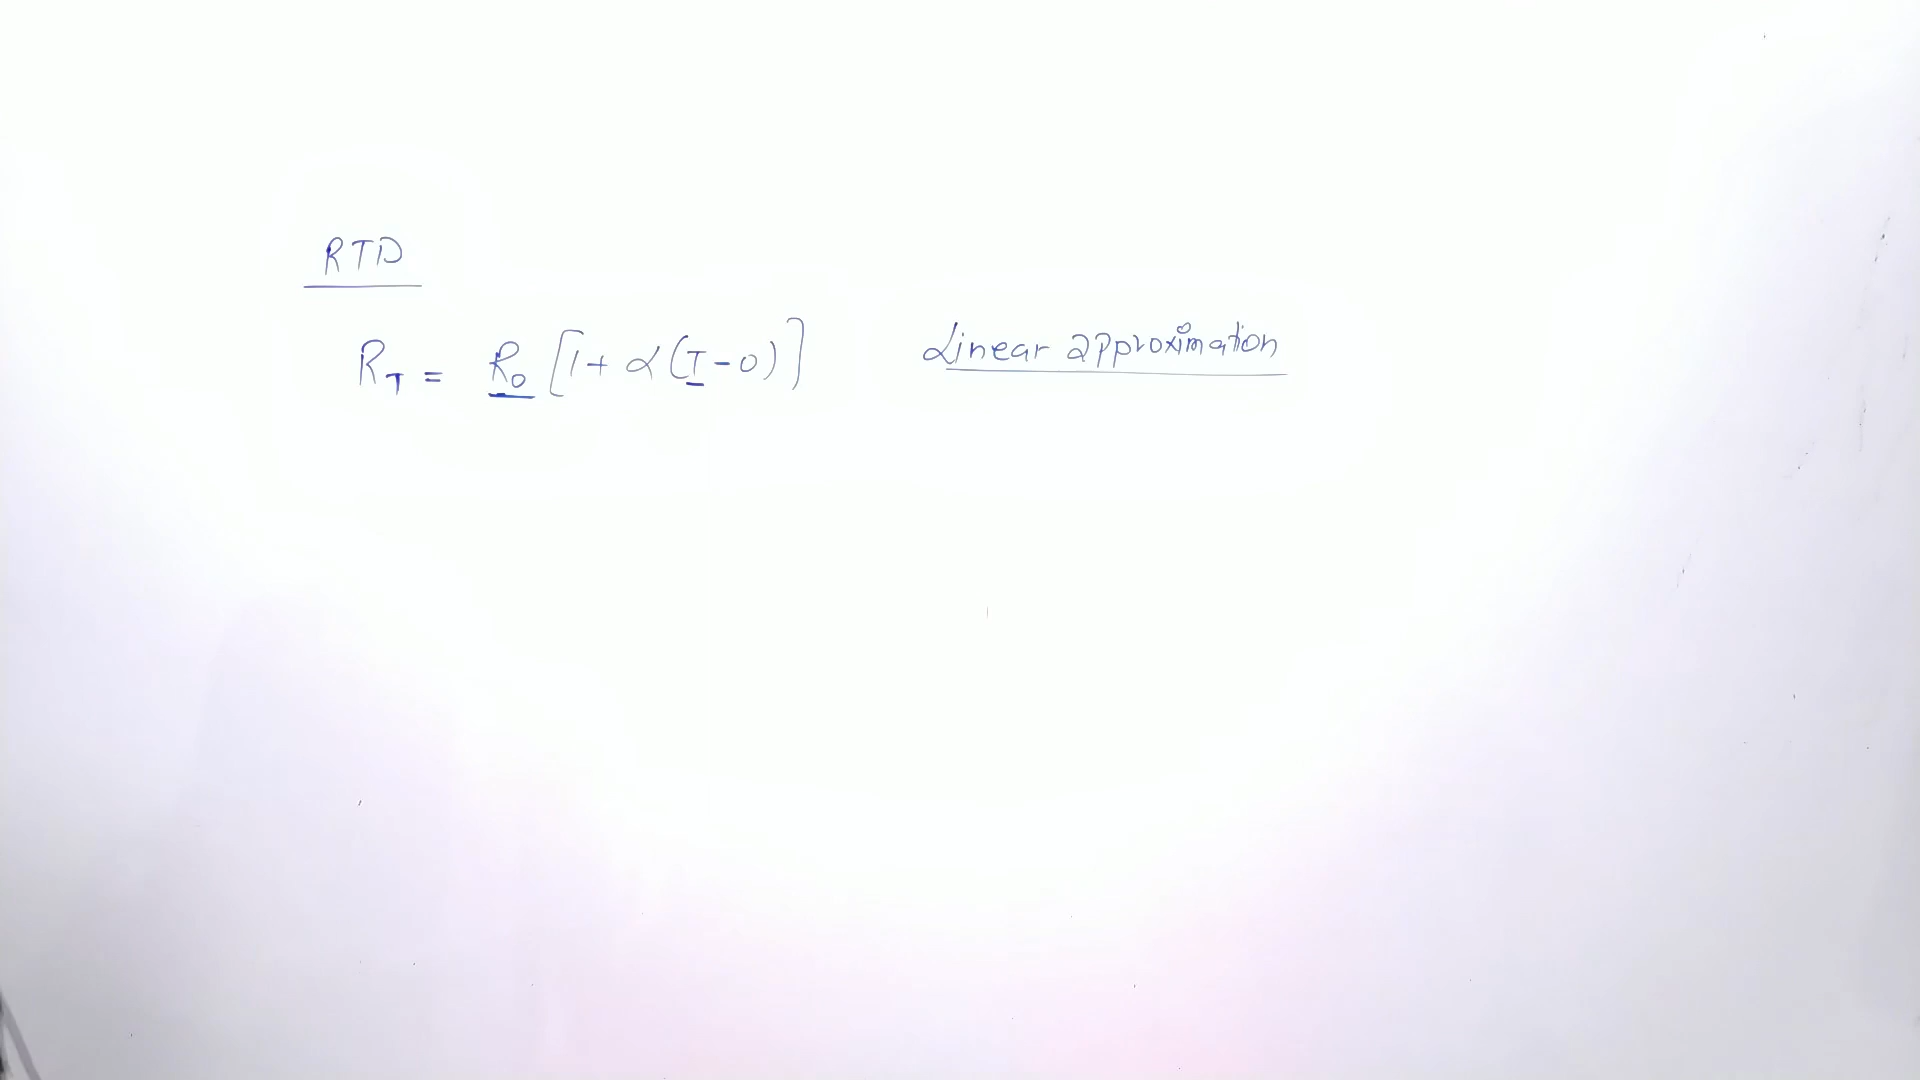 RTD
R_T = R_0 [1 + α (T - 0)]
Linear approximation